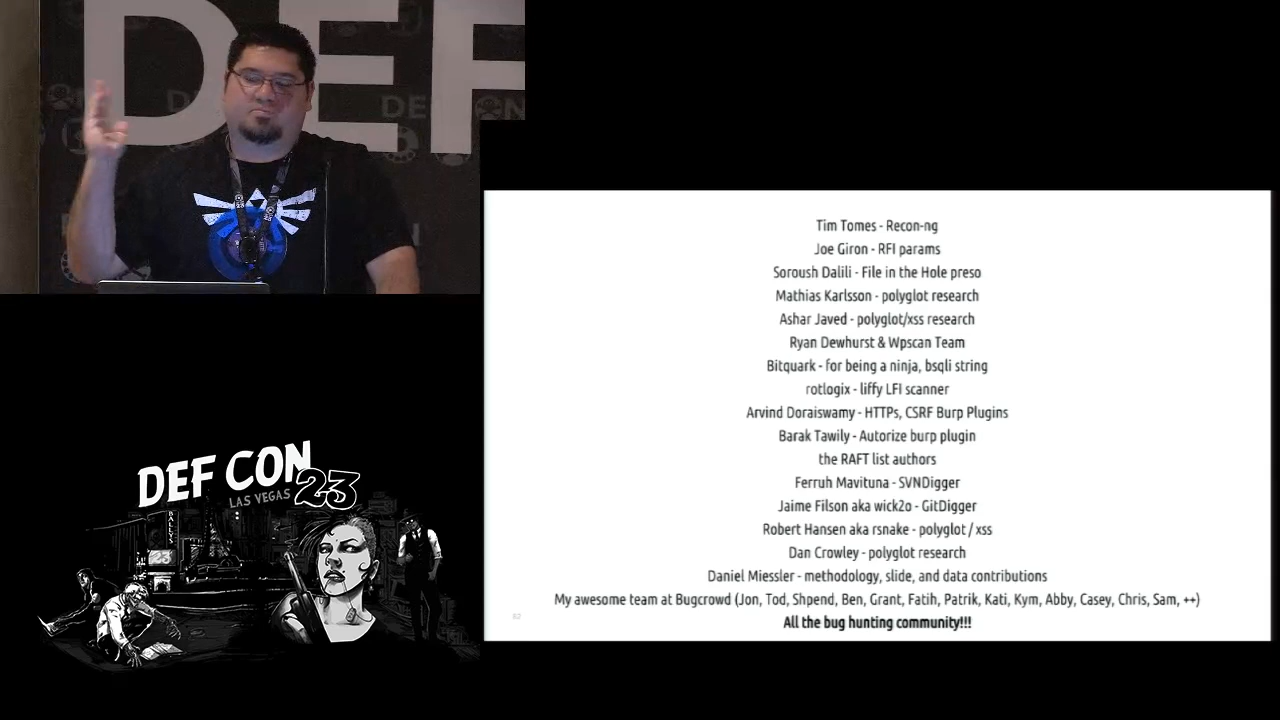 DEF
DEF CON
DEF CON
LAS VEGAS 23
BALLYS
Tim Tomes - Recon-ng
Joe Giron - RFI params
Soroush Dalili - File in the Hole preso
Mathias Karlsson - polyglot research
Ashar Javed - polyglot/xss research
Ryan Dewhurst & Wpscan Team
Bitquark - for being a ninja, bsqli string
rotlogix - liffy LFI scanner
Arvind Doraiswamy - HTTPs, CSRF Burp Plugins
Barak Tawily - Autorize burp plugin
the RAFT list authors
Ferruh Mavituna - SVNDigger
Jaime Filson aka wick2o - GitDigger
Robert Hansen aka rsnake - polyglot / xss
Dan Crowley - polyglot research
Daniel Miessler - methodology, slide, and data contributions
My awesome team at Bugcrowd (Jon, Tod, Shpend, Ben, Grant, Fatih, Patrik, Kati, Kym, Abby, Casey, Chris, Sam, ++)
All the bug hunting community!!!